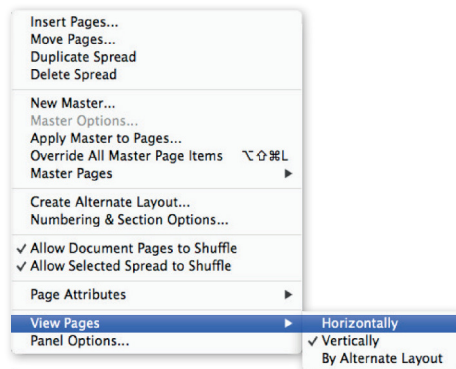 Insert Pages...
Move Pages...
Duplicate Spread
Delete Spread
New Master...
Master Options...
Apply Master to Pages...
Override All Master Page Items ⌥⇧⌘L
Master Pages
Create Alternate Layout...
Numbering & Section Options...
Allow Document Pages to Shuffle
Allow Selected Spread to Shuffle
Page Attributes
View Pages
Panel Options...
Horizontally
Vertically
By Alternate Layout